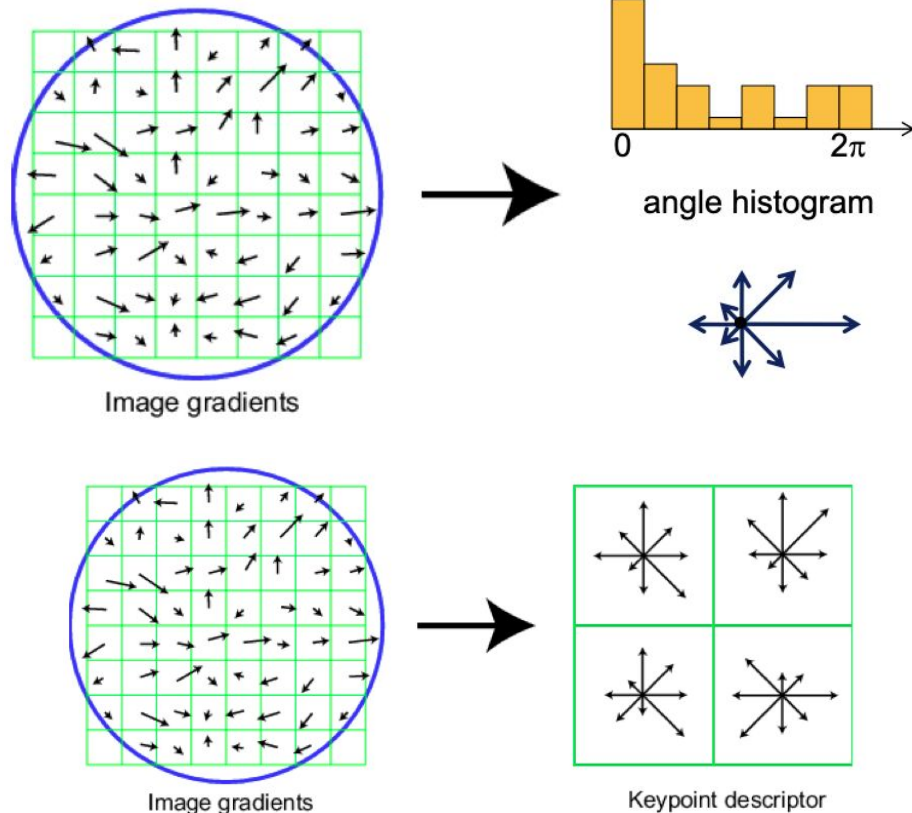 0
2π
angle histogram
Image gradients
Image gradients
Keypoint descriptor